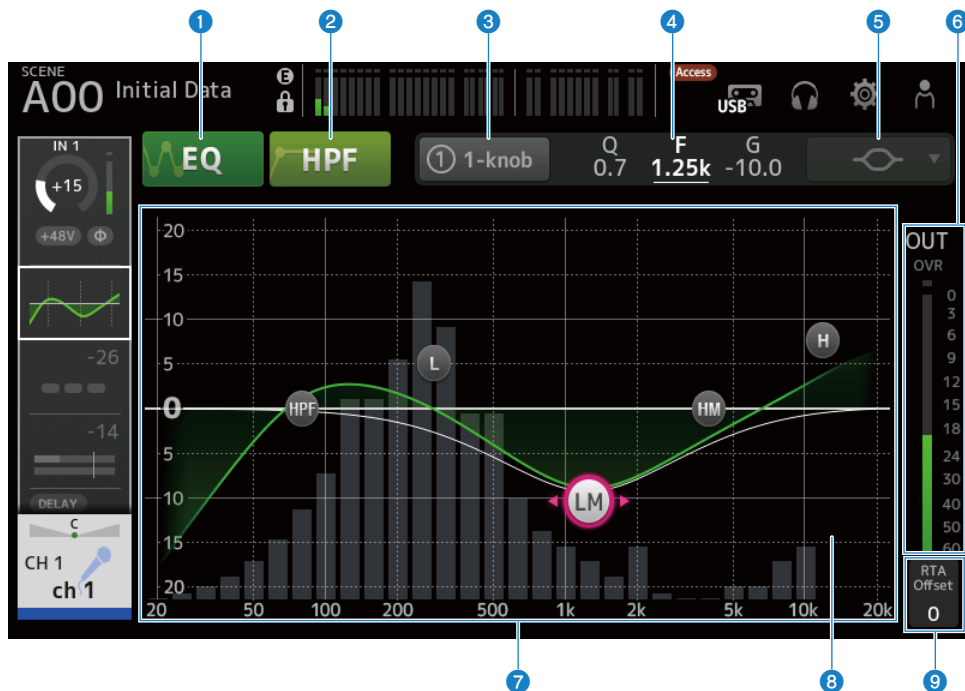 1 2 3 4 5 6
SCENE
A00 Initial Data
E
Access
USB
IN 1
+15
+48V Φ
-26
-14
DELAY
C
CH 1
ch 1
EQ
HPF
1 1-knob
Q F G
0.7 1.25k -10.0
20
15
10
5
0
5
10
15
20
HPF
L
LM
HM
H
20 50 100 200 500 1k 2k 5k 10k 20k
OUT
OVR
0
3
6
9
12
15
18
24
30
40
50
60
RTA
Offset
0
7 8 9